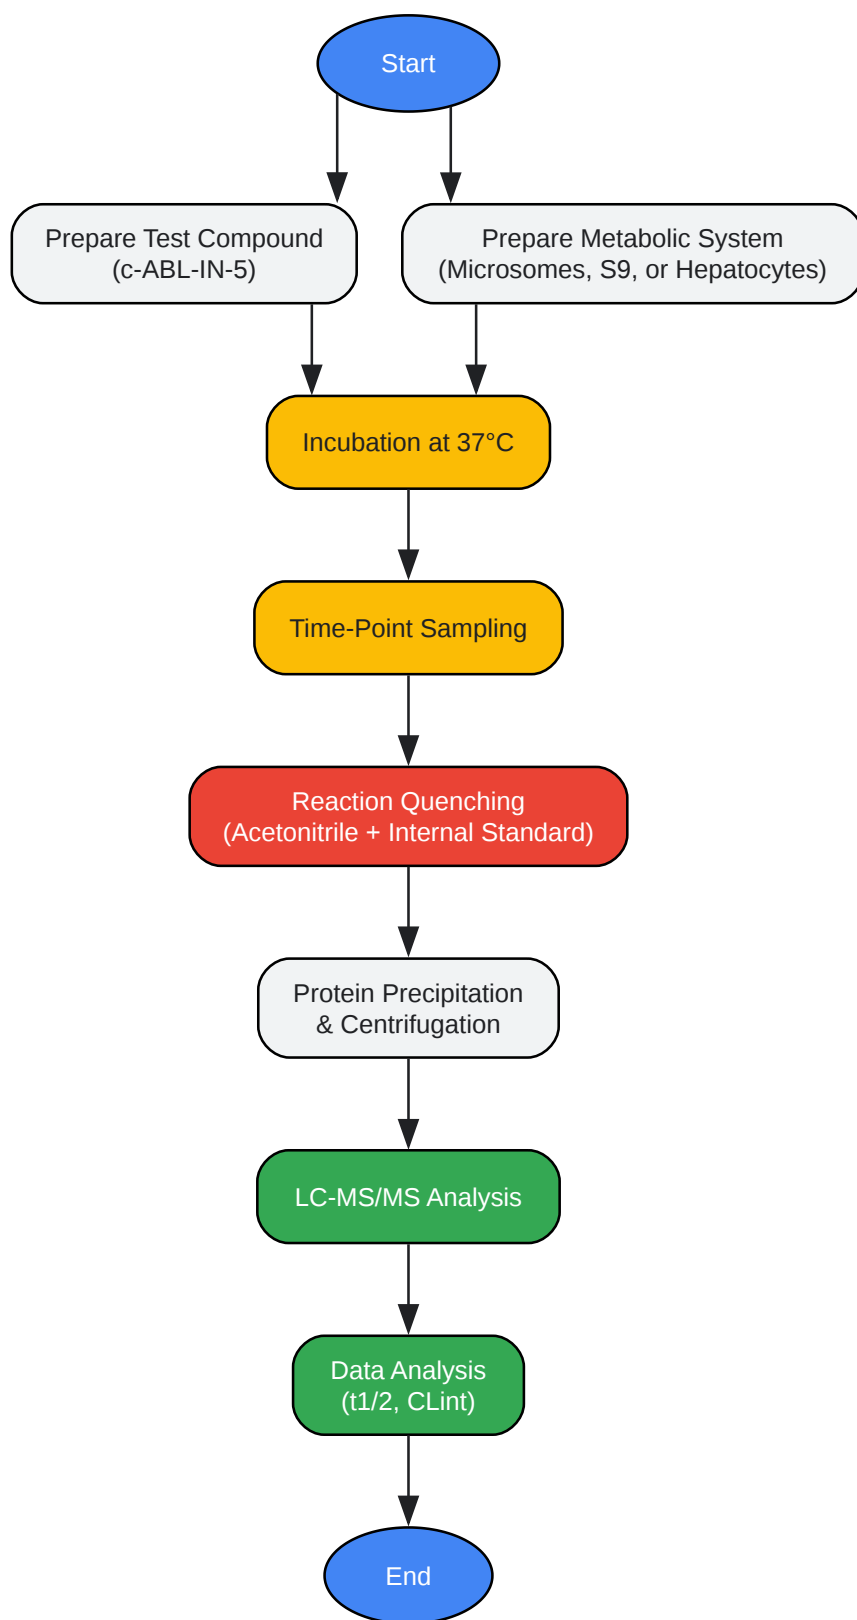 Start
Prepare Test Compound
(c-ABL-IN-5)
Prepare Metabolic System
(Microsomes, S9, or Hepatocytes)
Incubation at 37°C
Time-Point Sampling
Reaction Quenching
(Acetonitrile + Internal Standard)
Protein Precipitation
& Centrifugation
LC-MS/MS Analysis
Data Analysis
(t1/2, CLint)
End